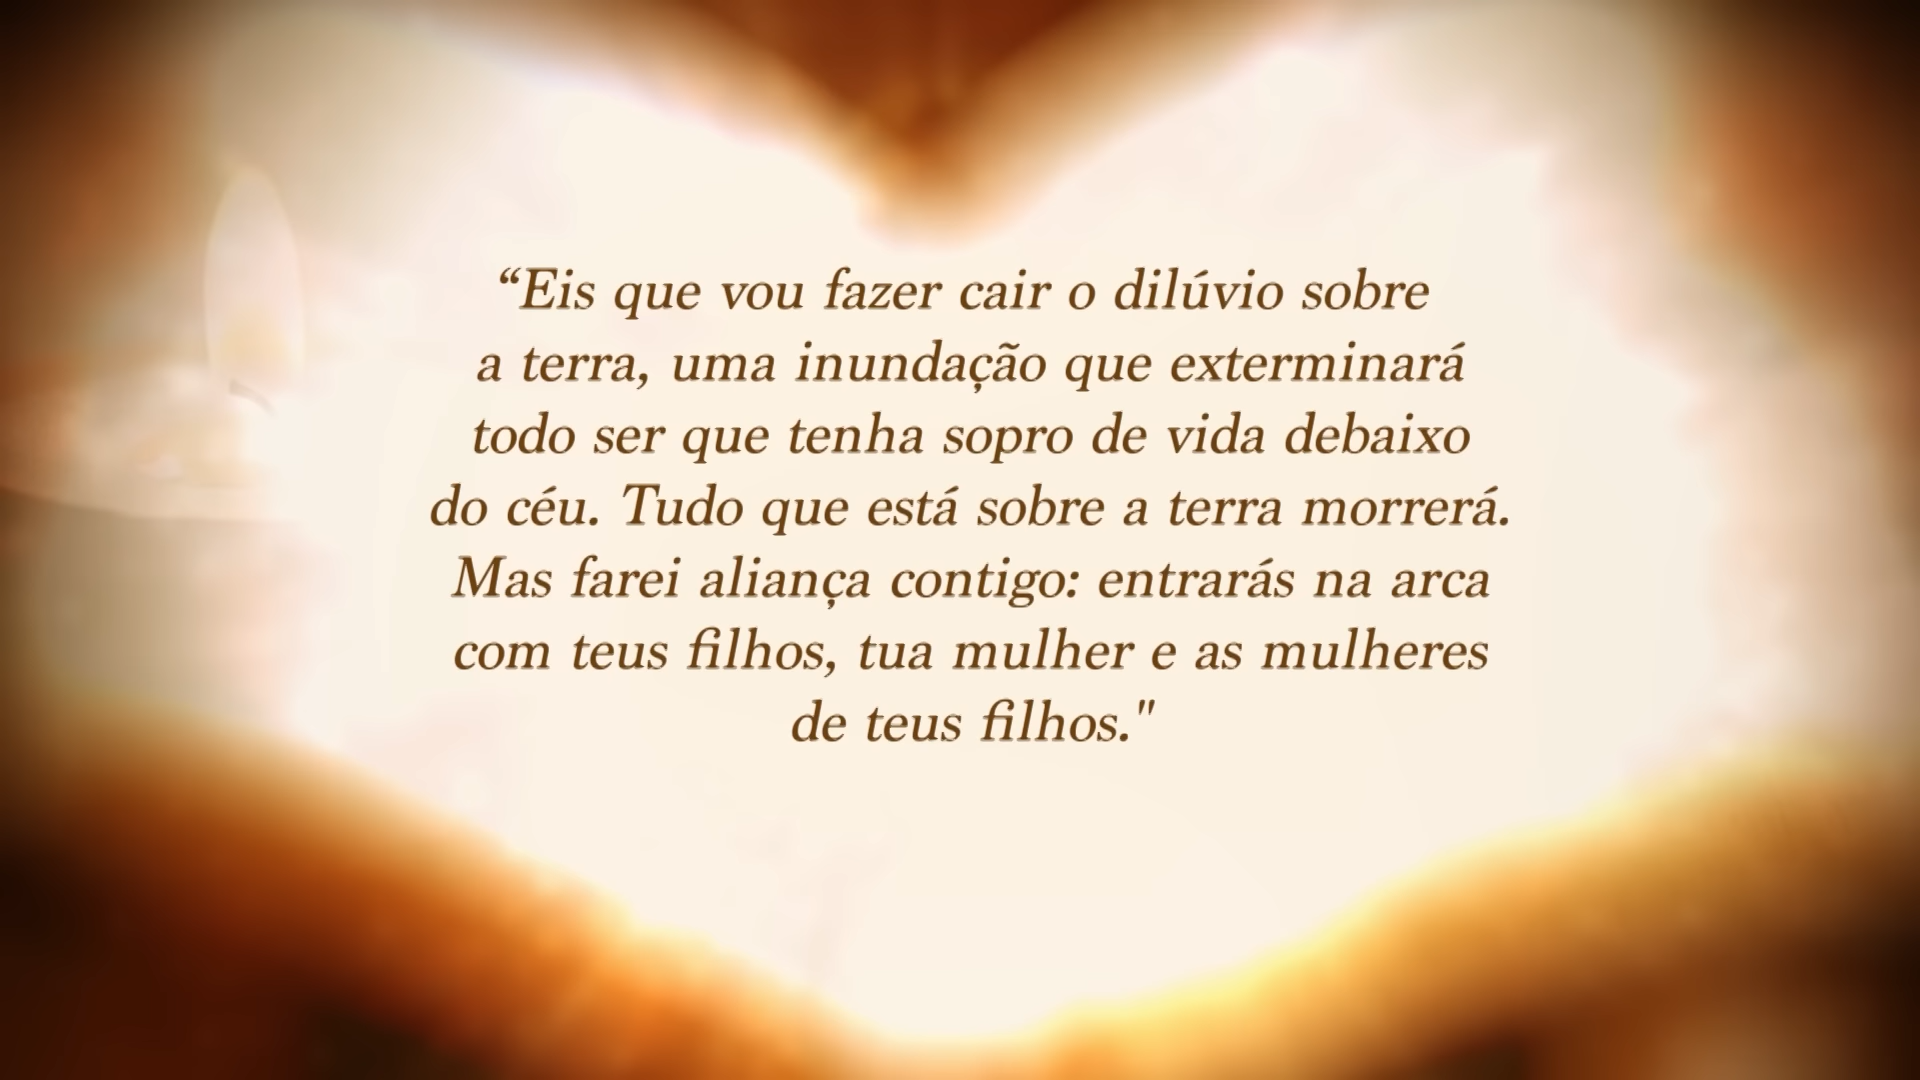 “Eis que vou fazer cair o dilúvio sobre
a terra, uma inundação que exterminará
todo ser que tenha sopro de vida debaixo
do céu. Tudo que está sobre a terra morrerá.
Mas farei aliança contigo: entrarás na arca
com teus filhos, tua mulher e as mulheres
de teus filhos."